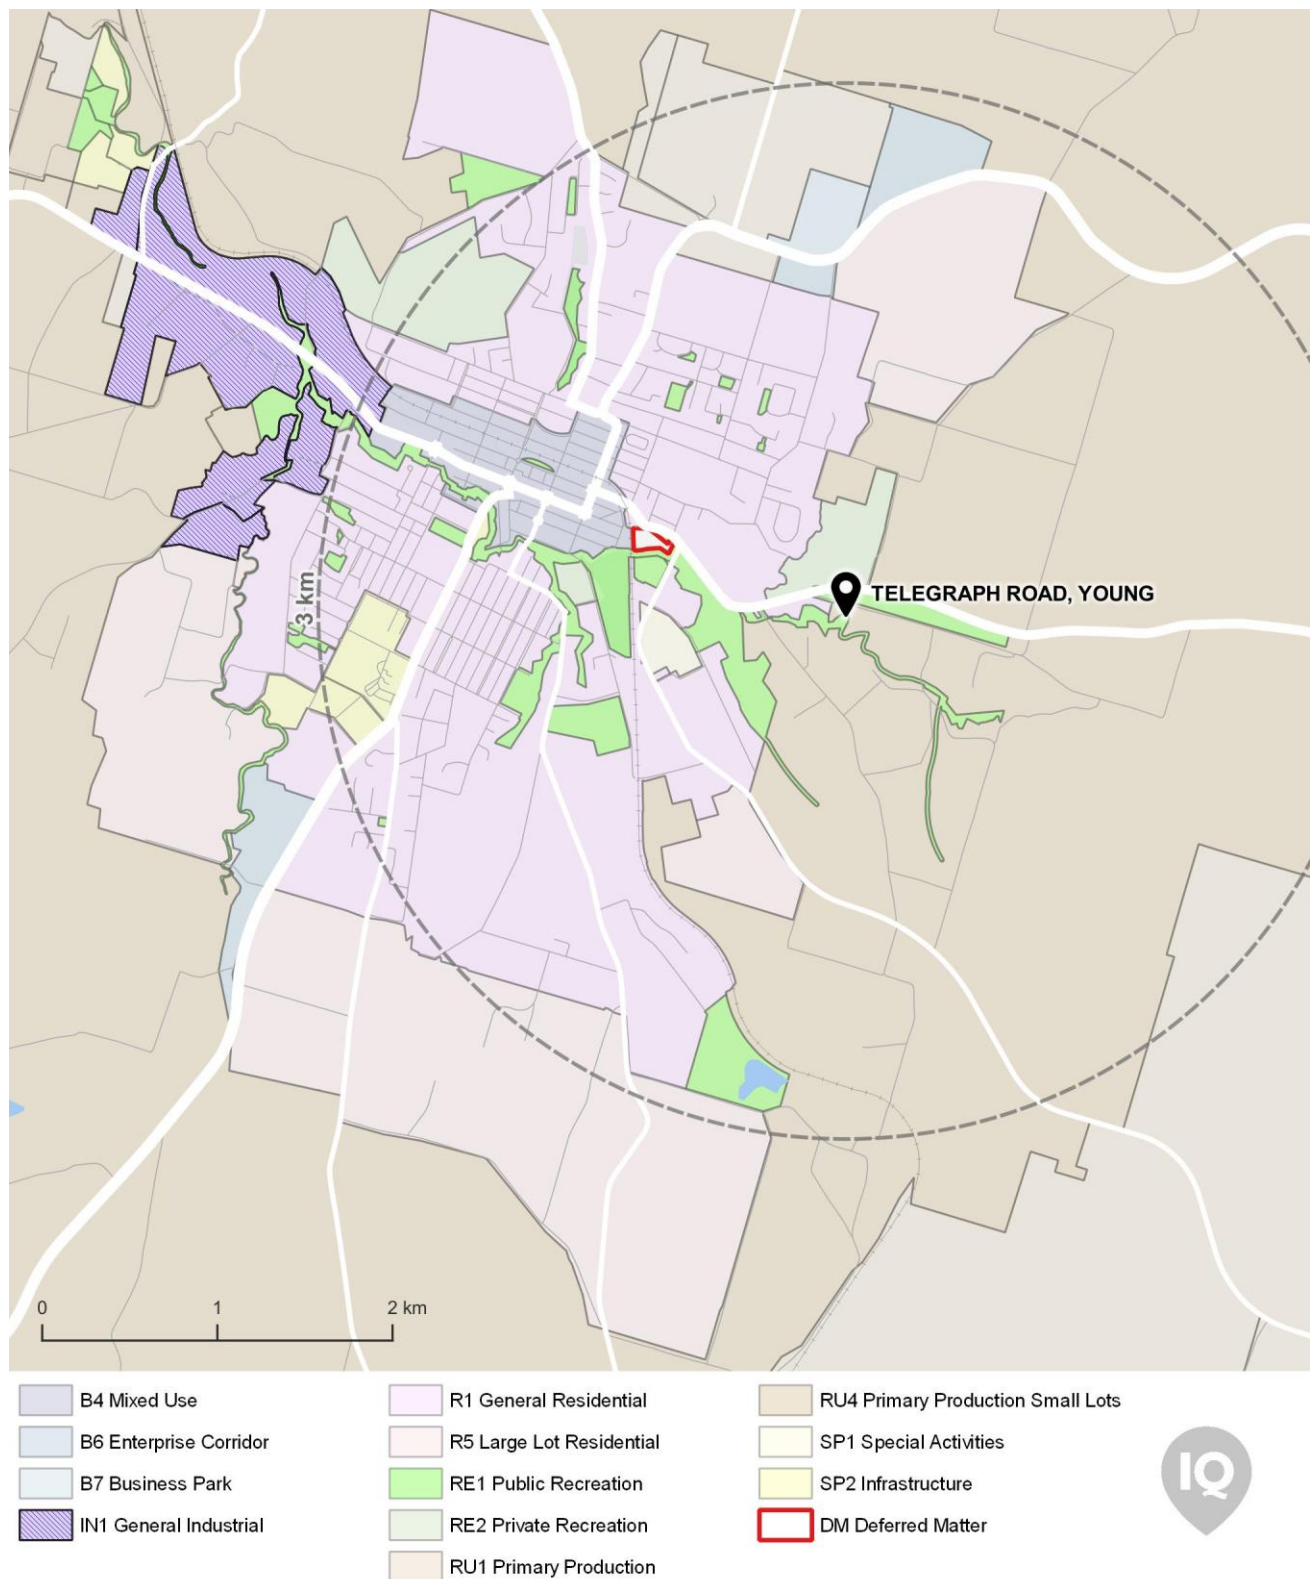 TELEGRAPH ROAD, YOUNG
3 km
0 1 2 km
B4 Mixed Use
B6 Enterprise Corridor
B7 Business Park
IN1 General Industrial
R1 General Residential
R5 Large Lot Residential
RE1 Public Recreation
RE2 Private Recreation
RU1 Primary Production
RU4 Primary Production Small Lots
SP1 Special Activities
SP2 Infrastructure
DM Deferred Matter
IQ